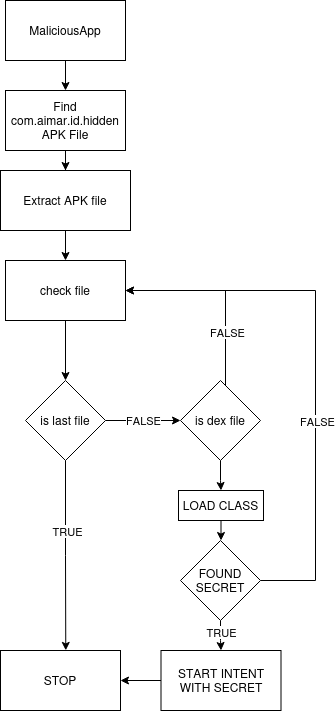 MaliciousApp
Find
com.aimar.id.hidden
APK File
Extract APK file
check file
FALSE
is last file
FALSE
is dex file
FALSE
LOAD CLASS
TRUE
FOUND
SECRET
TRUE
STOP
START INTENT
WITH SECRET